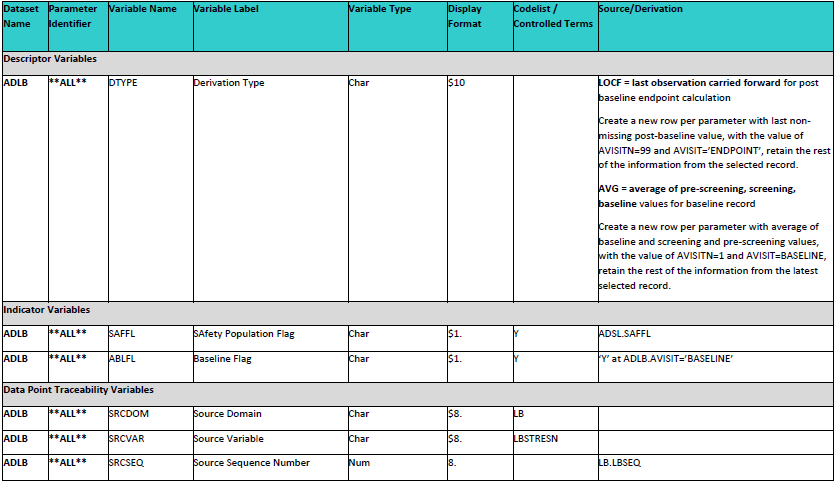 Dataset Name	Parameter Identifier	Variable Name	Variable Label	Variable Type	Display Format	Codelist / Controlled Terms	Source/Derivation
Descriptor Variables
ADLB	**ALL**	DTYPE	Derivation Type	Char	$10		LOCF = last observation carried forward for post
baseline endpoint calculation
Create a new row per parameter with last non-
missing post-baseline value, with the value of
AVISITN=99 and AVISIT='ENDPOINT', retain the rest
of the information from the selected record.
AVG = average of pre-screening, screening,
baseline values for baseline record
Create a new row per parameter with average of
baseline and screening and pre-screening values,
with the value of AVISITN=1 and AVISIT=BASELINE,
retain the rest of the information from the latest
selected record.
Indicator Variables
ADLB	**ALL**	SAFFL	SAfety Population Flag	Char	$1.	Y	ADSL.SAFFL
ADLB	**ALL**	ABLFL	Baseline Flag	Char	$1.	Y	'Y' at ADLB.AVISIT='BASELINE'
Data Point Traceability Variables
ADLB	**ALL**	SRCDOM	Source Domain	Char	$8.	LB
ADLB	**ALL**	SRCVAR	Source Variable	Char	$8.	LBSTRESN
ADLB	**ALL**	SRCSEQ	Source Sequence Number	Num	8.		LB.LBSEQ